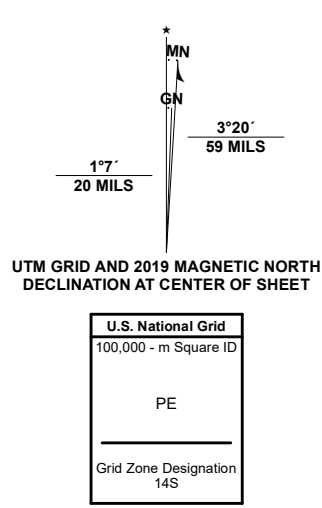 MN
GN
3°20´
59 MILS
1°7´
20 MILS
UTM GRID AND 2019 MAGNETIC NORTH
DECLINATION AT CENTER OF SHEET
U.S. National Grid
100,000 - m Square ID
PE
Grid Zone Designation
14S